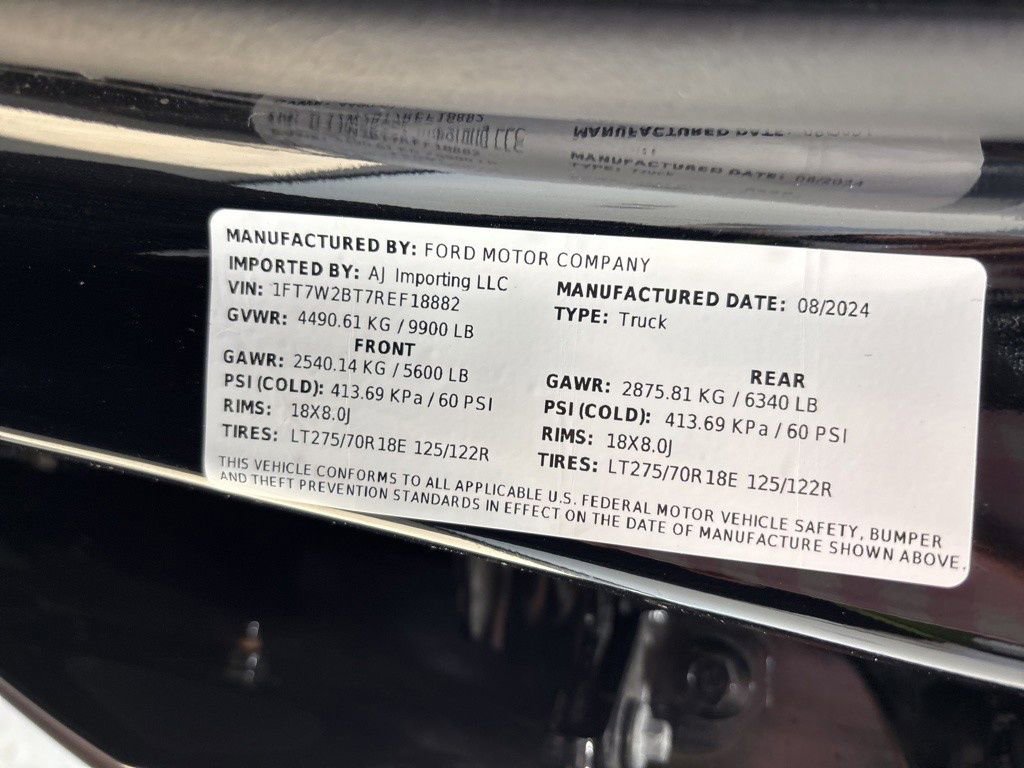 MANUFACTURED BY: FORD MOTOR COMPANY
IMPORTED BY: AJ Importing LLC
VIN: 1FT7W2BT7REF18882
MANUFACTURED DATE: 08/2024
GVWR: 4490.61 KG / 9900 LB
TYPE: Truck
FRONT
GAWR: 2540.14 KG / 5600 LB
PSI (COLD): 413.69 KPa / 60 PSI
RIMS: 18X8.0J
TIRES: LT275/70R18E 125/122R
REAR
GAWR: 2875.81 KG / 6340 LB
PSI (COLD): 413.69 KPa / 60 PSI
RIMS: 18X8.0J
TIRES: LT275/70R18E 125/122R
THIS VEHICLE CONFORMS TO ALL APPLICABLE U.S. FEDERAL MOTOR VEHICLE SAFETY, BUMPER
AND THEFT PREVENTION STANDARDS IN EFFECT ON THE DATE OF MANUFACTURE SHOWN ABOVE.